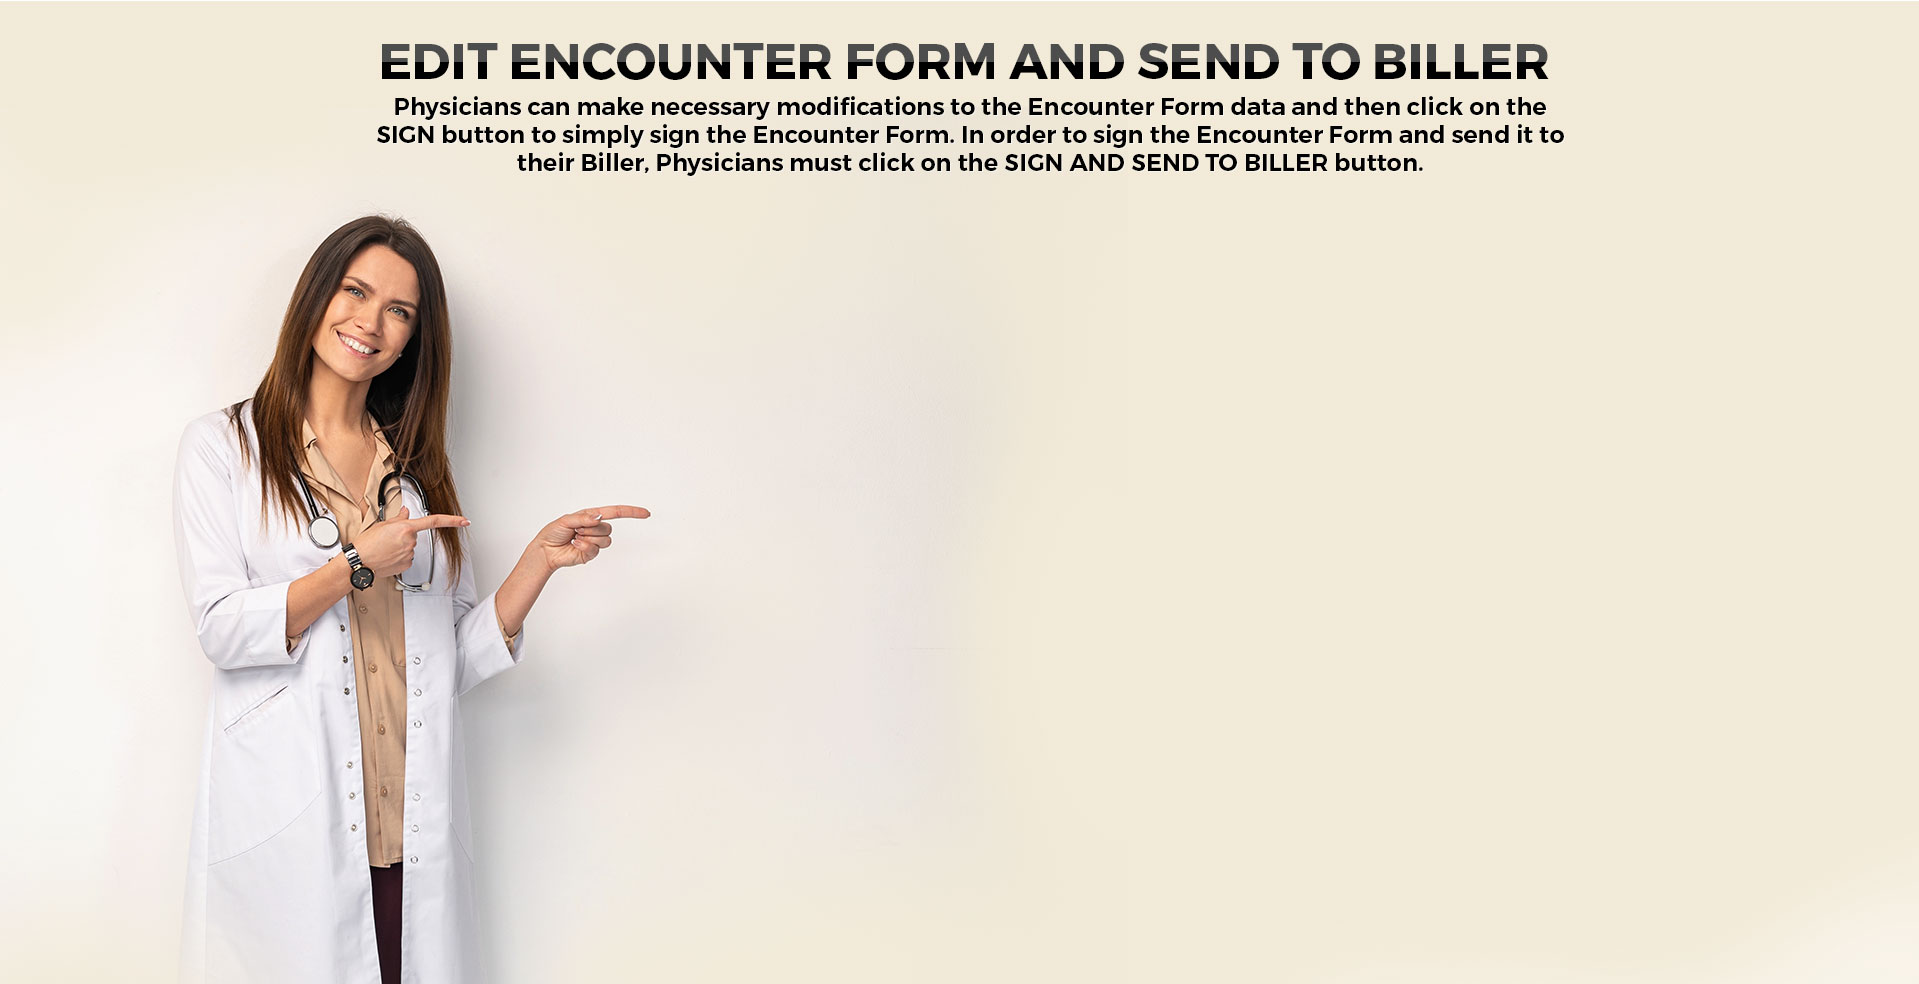 EDIT ENCOUNTER FORM AND SEND TO BILLER
Physicians can make necessary modifications to the Encounter Form data and then click on the
SIGN button to simply sign the Encounter Form. In order to sign the Encounter Form and send it to
their Biller, Physicians must click on the SIGN AND SEND TO BILLER button.